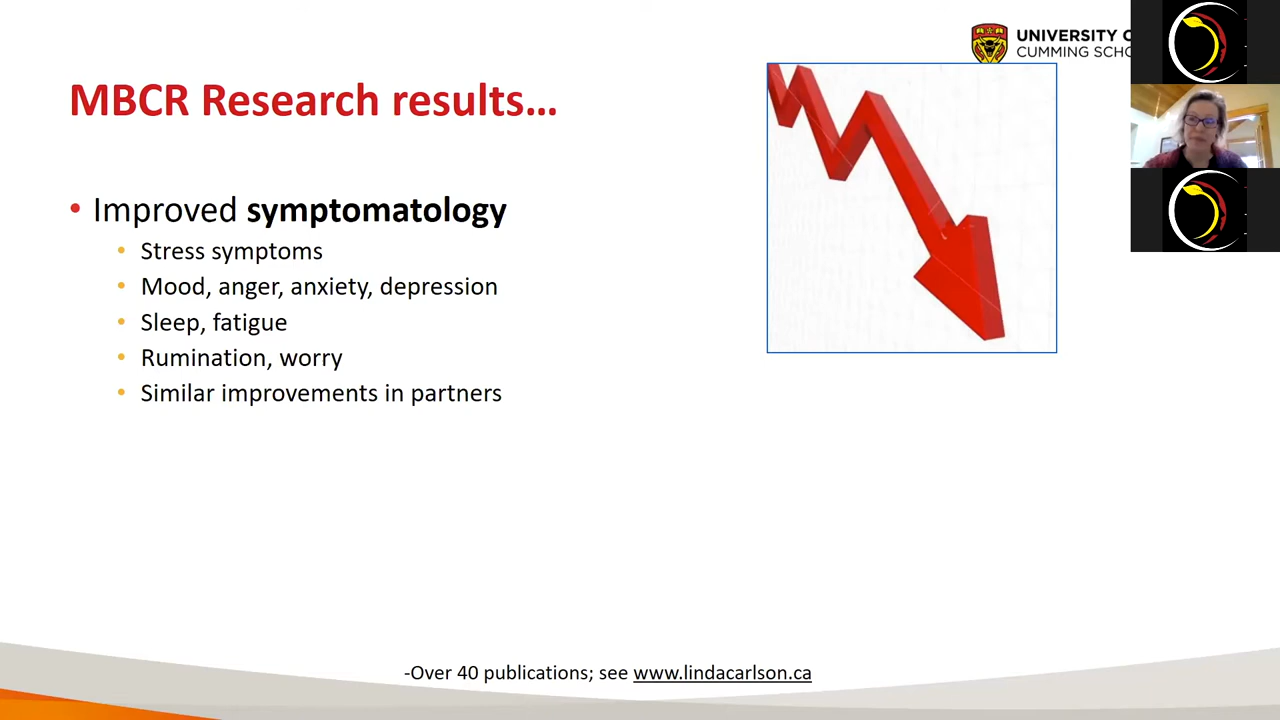 UNIVERSITY
CUMMING
MBCR Research results…
• Improved symptomatology
• Stress symptoms
• Mood, anger, anxiety, depression
• Sleep, fatigue
• Rumination, worry
• Similar improvements in partners
-Over 40 publications; see www.lindacarlson.ca